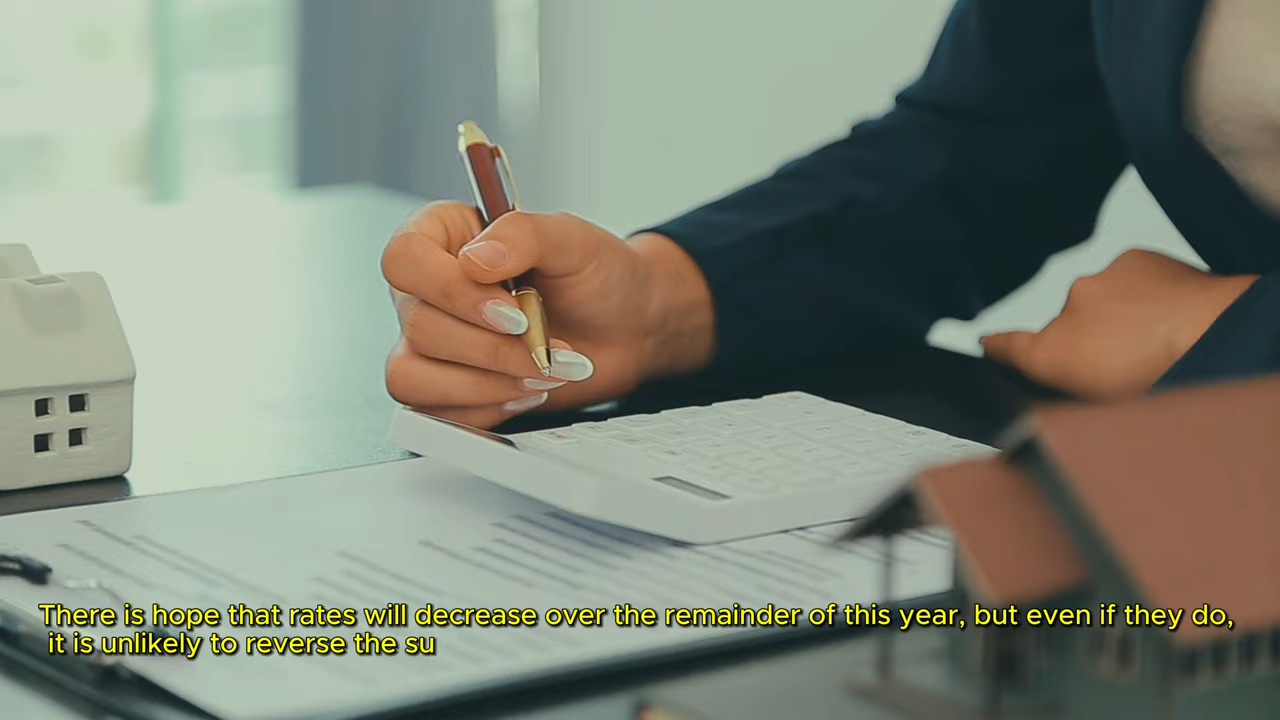 There is hope that rates will decrease over the remainder of this year, but even if they do,
it is unlikely to reverse the su